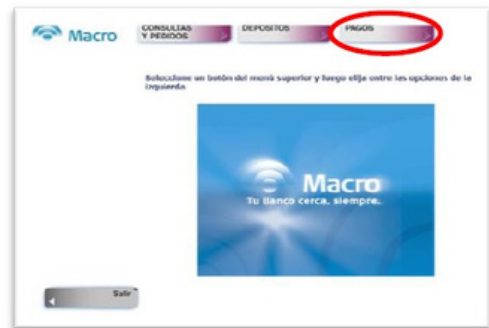 Macro
CONSULTAS
Y PEDIDOS
DEPOSITOS
PAGOS
Seleccione un botón del menú superior y luego elija entre las opciones de la
izquierda
Macro
Tu Banco cerca, siempre.
Salir